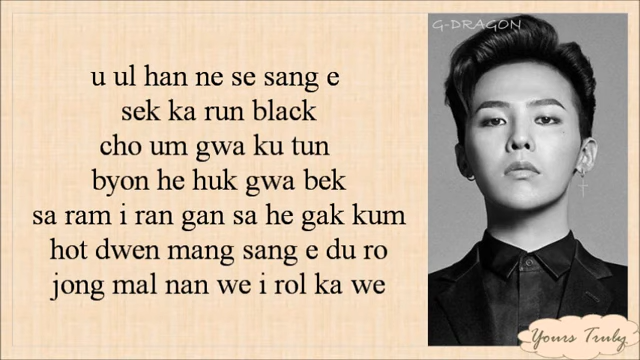 G-DRAGON
u ul han ne se sang e
sek ka run black
cho um gwa ku tun
byon he huk gwa bek
sa ram i ran gan sa he gak kum
hot dwen mang sang e du ro
jong mal nan we i rol ka we
Yours Truly